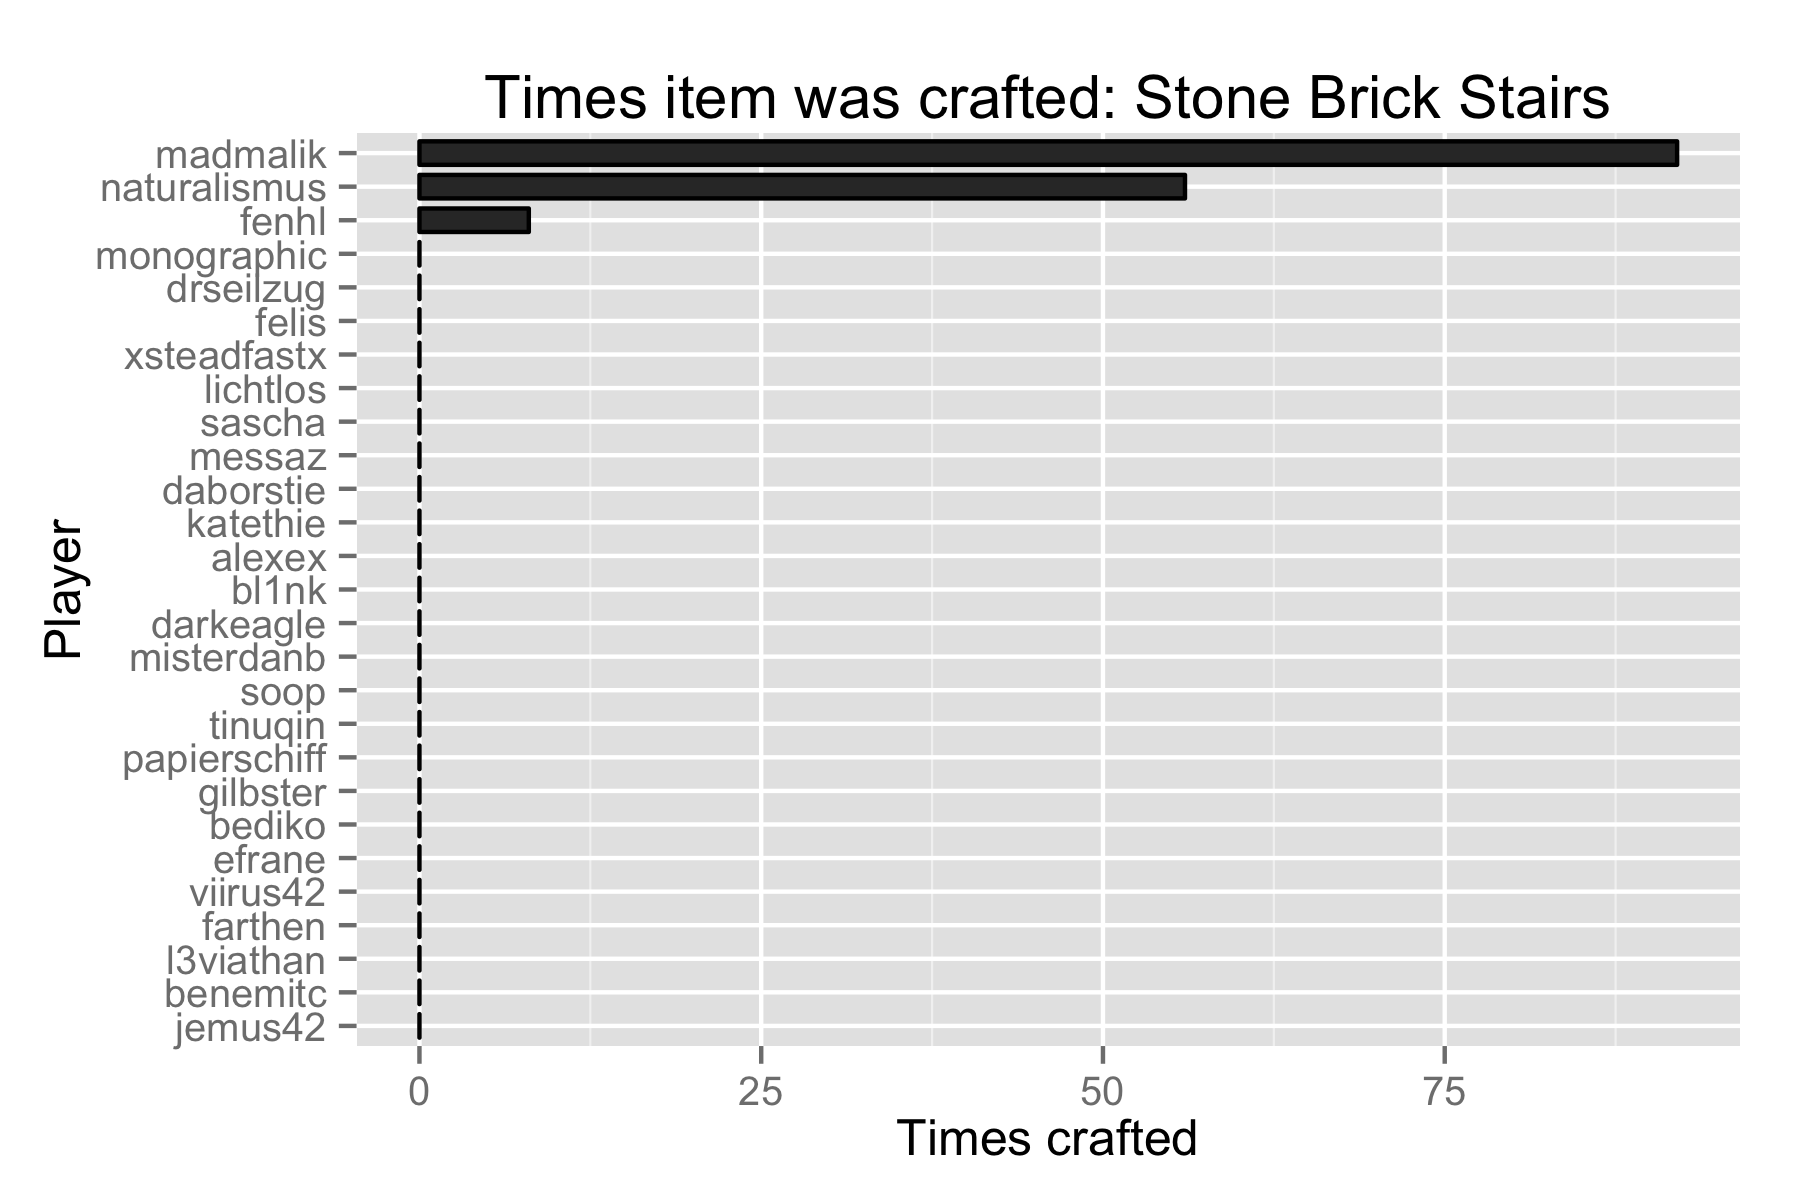 Times item was crafted: Stone Brick Stairs
madmalik
naturalismus
fenhl
monographic
drseilzug
felis
xsteadfastx
lichtlos
sascha
messaz
daborstie
katethie
alexex
bl1nk
darkeagle
misterdanb
soop
tinuqin
papierschiff
gilbster
bediko
efrane
viirus42
farthen
l3viathan
benemitc
jemus42
Player
0 25 50 75
Times crafted